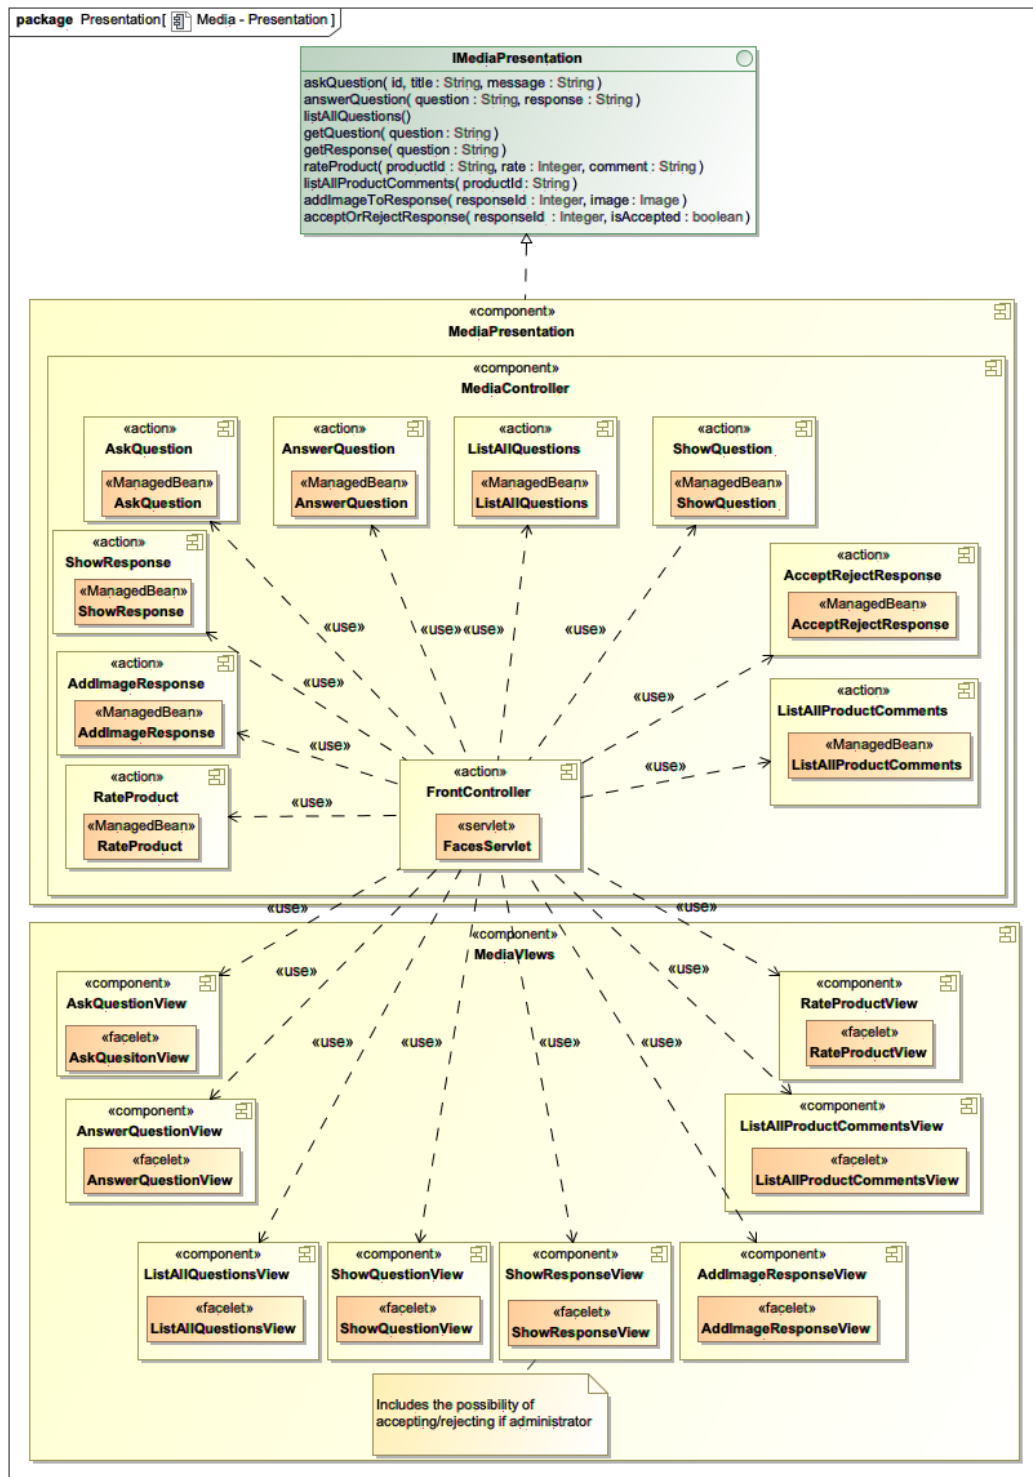 package Presentation[ Media - Presentation ]
IMediaPresentation
askQuestion( id, title : String, message : String )
answerQuestion( question : String, response : String )
listAllQuestions()
getQuestion( question : String )
getResponse( question : String )
rateProduct( productId : String, rate : Integer, comment : String )
listAllProductComments( productId : String )
addImageToResponse( responseId : Integer, image : Image )
acceptOrRejectResponse( responseId : Integer, isAccepted : boolean )
«component»
MediaPresentation
«component»
MediaController
«action»
AskQuestion
«ManagedBean»
AskQuestion
«action»
AnswerQuestion
«ManagedBean»
AnswerQuestion
«action»
ListAllQuestions
«ManagedBean»
ListAllQuestions
«action»
ShowQuestion
«ManagedBean»
ShowQuestion
«action»
ShowResponse
«ManagedBean»
ShowResponse
«action»
AcceptRejectResponse
«ManagedBean»
AcceptRejectResponse
«use»
«use»
«use»
«use»
«action»
AddImageResponse
«ManagedBean»
AddImageResponse
«use»
«use»
«action»
ListAllProductComments
«ManagedBean»
ListAllProductComments
«use»
«use»
«action»
RateProduct
«ManagedBean»
RateProduct
«use»
«action»
FrontController
«servlet»
FacesServlet
«use»
«use»
«component»
MediaViews
«use»
«use»
«component»
AskQuestionView
«facelet»
AskQuesitonView
«component»
RateProductView
«facelet»
RateProductView
«use»
«use»
«use»
«use»
«component»
AnswerQuestionView
«facelet»
AnswerQuestionView
«component»
ListAllProductCommentsView
«facelet»
ListAllProductCommentsView
«component»
ListAllQuestionsView
«facelet»
ListAllQuestionsView
«component»
ShowQuestionView
«facelet»
ShowQuestionView
«component»
ShowResponseView
«facelet»
ShowResponseView
«component»
AddImageResponseView
«facelet»
AddImageResponseView
Includes the possibility of
accepting/rejecting if administrator